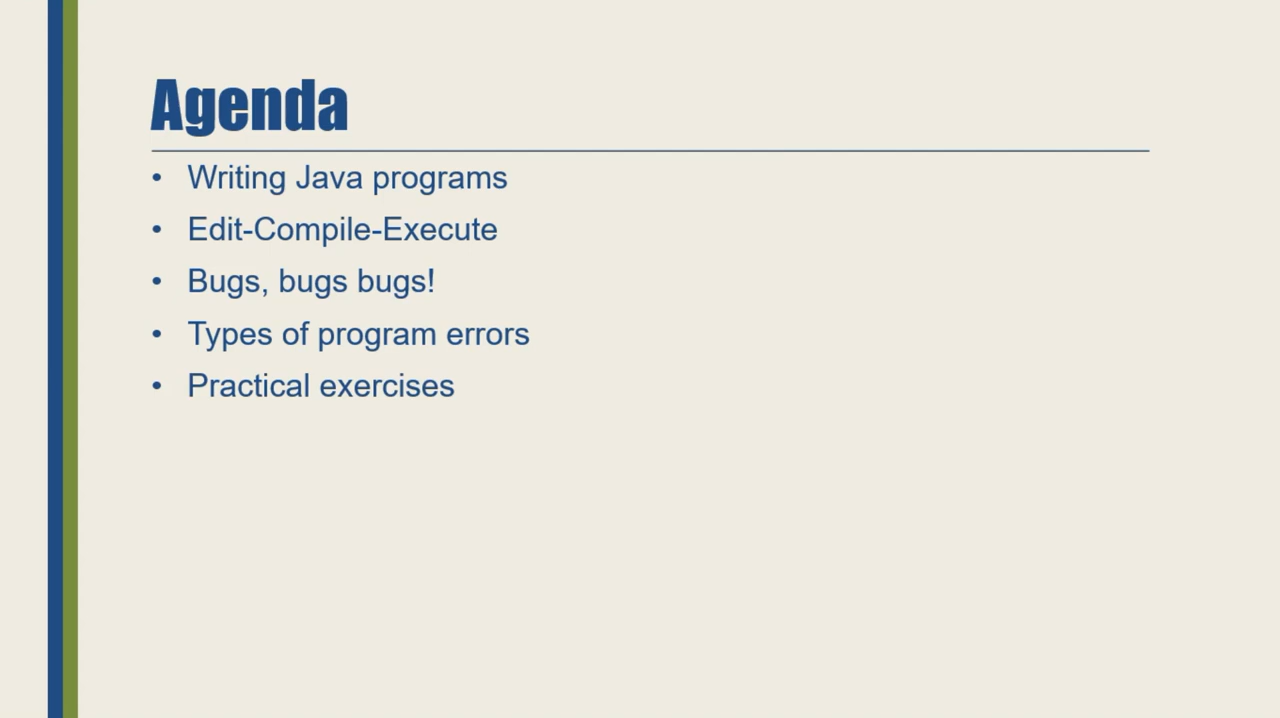 Agenda
• Writing Java programs
• Edit-Compile-Execute
• Bugs, bugs bugs!
• Types of program errors
• Practical exercises